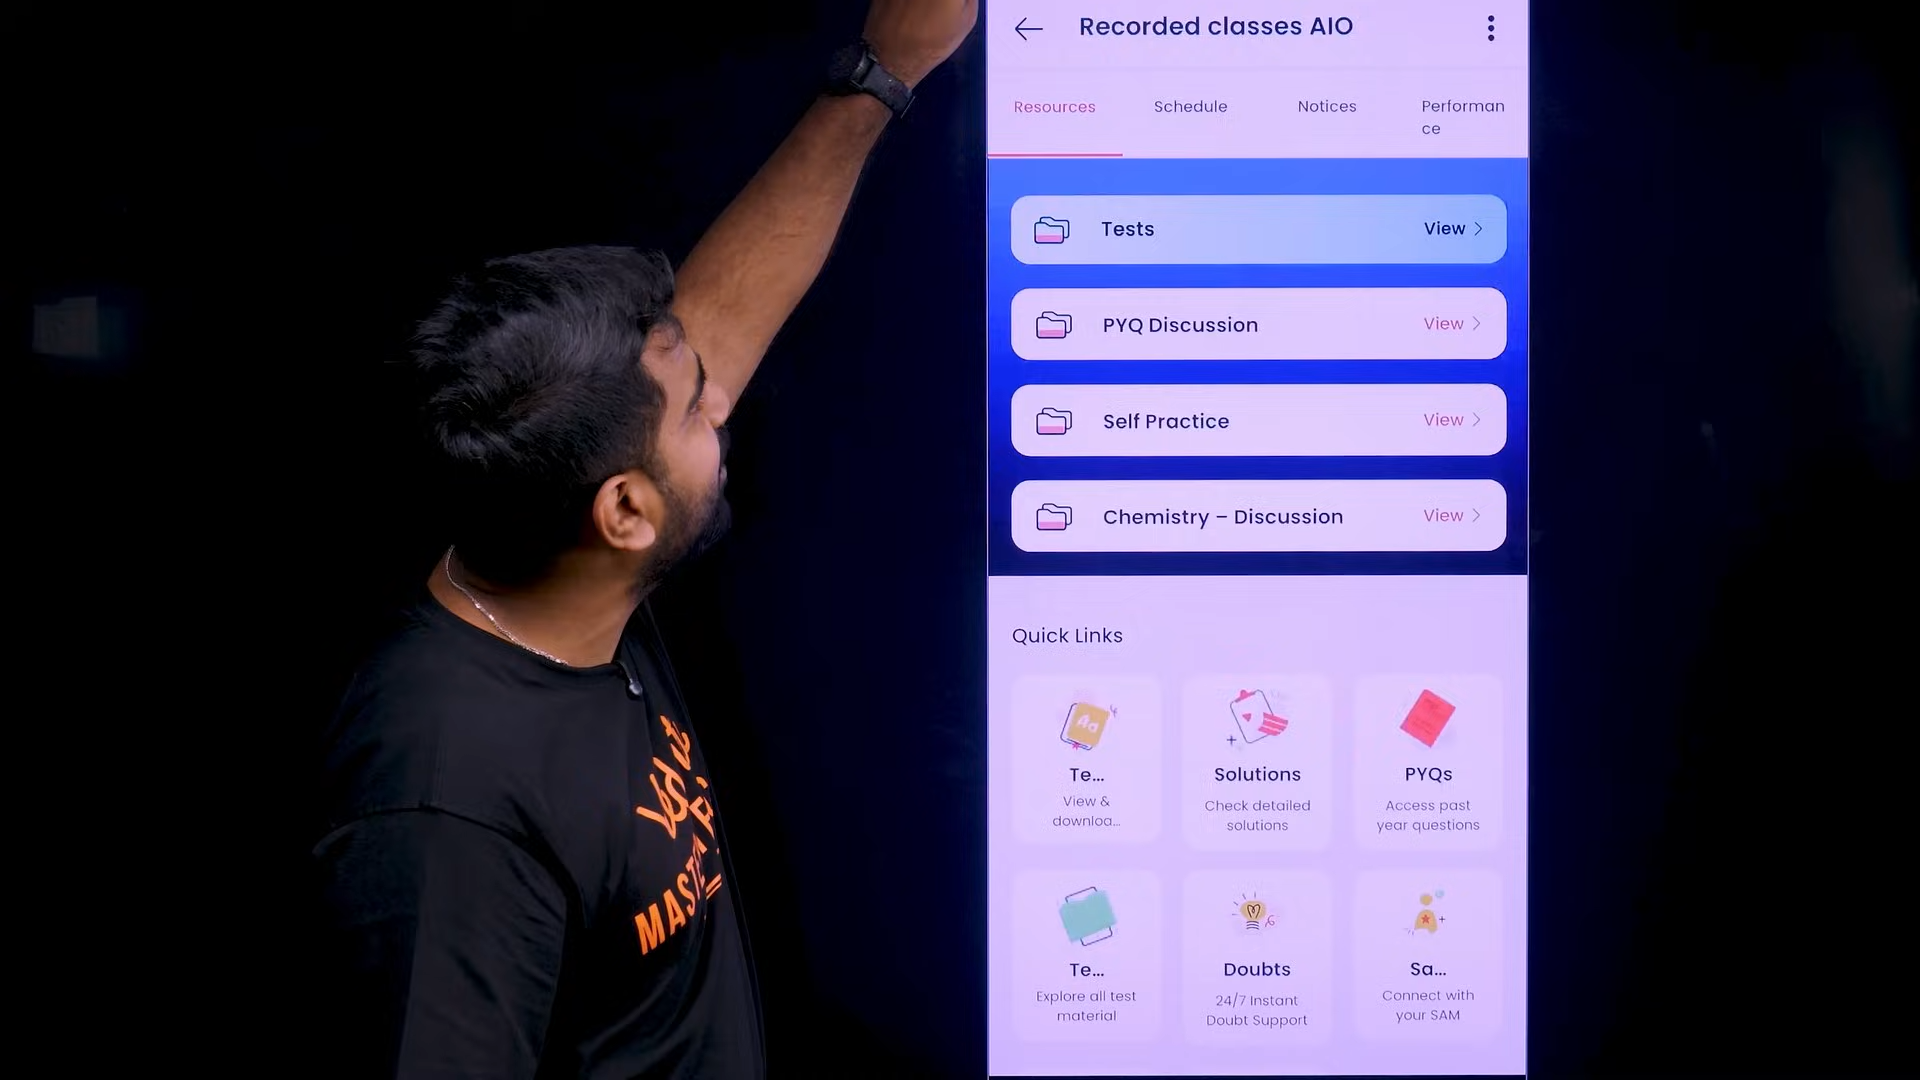 Recorded classes AIO
Resources
Schedule
Notices
Performan
ce
Tests
View
PYQ Discussion
View
Self Practice
View
Chemistry – Discussion
View
Quick Links
Te...
View &
downloa...
Solutions
Check detailed
solutions
PYQs
Access past
year questions
Te...
Explore all test
material
Doubts
24/7 Instant
Doubt Support
Sa...
Connect with
your SAM